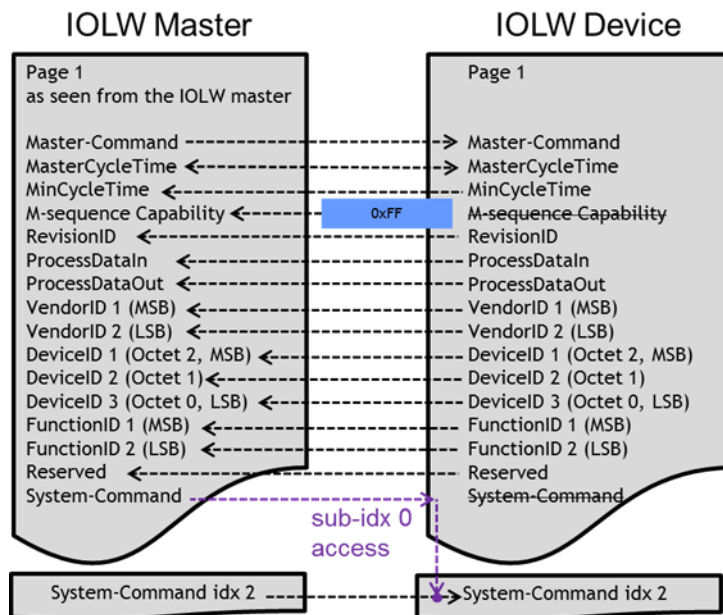 IOLW Master
Page 1
as seen from the IOLW master
Master-Command
MasterCycleTime
MinCycleTime
M-sequence Capability
RevisionID
ProcessDataIn
ProcessDataOut
VendorID 1 (MSB)
VendorID 2 (LSB)
DeviceID 1 (Octet 2, MSB)
DeviceID 2 (Octet 1)
DeviceID 3 (Octet 0, LSB)
FunctionID 1 (MSB)
FunctionID 2 (LSB)
Reserved
System-Command
System-Command idx 2
0xFF
sub-idx 0
access
IOLW Device
Page 1
Master-Command
MasterCycleTime
MinCycleTime
M-sequence Capability
RevisionID
ProcessDataIn
ProcessDataOut
VendorID 1 (MSB)
VendorID 2 (LSB)
DeviceID 1 (Octet 2, MSB)
DeviceID 2 (Octet 1)
DeviceID 3 (Octet 0, LSB)
FunctionID 1 (MSB)
FunctionID 2 (LSB)
Reserved
System-Command
System-Command idx 2